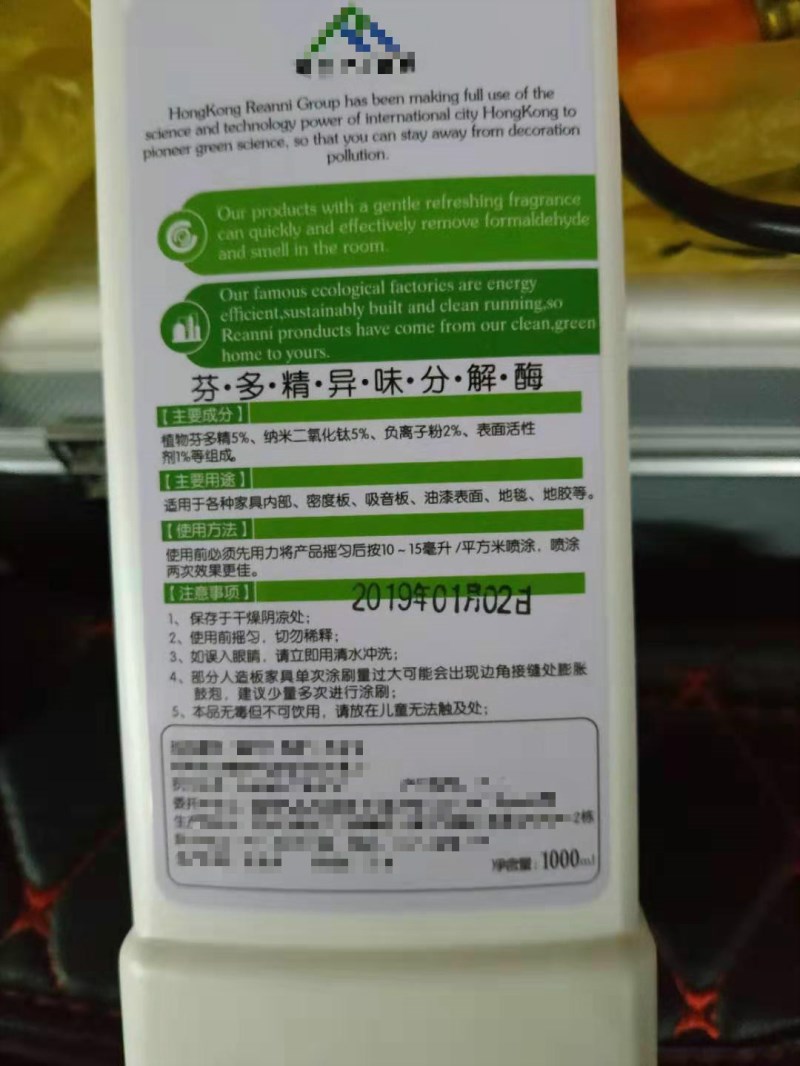 HongKong Reanni Group has been making full use of the
science and technology power of international city HongKong to
pioneer green science, so that you can stay away from decoration
pollution.
Our products with a gentle refreshing fragrance
can quickly and effectively remove formaldehyde
and smell in the room.
Our famous ecological factories are energy
efficient,sustainably built and clean running,so
Reanni pronducts have come from our clean,green
home to yours.
芬·多·精·异·味·分·解·酶
【主要成分】
植物芬多精5%、纳米二氧化钛5%、负离子粉2%、表面活性
剂1%等组成。
【主要用途】
适用于各种家具内部、密度板、吸音板、油漆表面、地毯、地胶等。
【使用方法】
使用前必须先用力将产品摇匀后按10~15毫升/平方米喷涂，喷涂
两次效果更佳。
【注意事项】
2019年01月02日
1、保存于干燥阴凉处；
2、使用前摇匀，切勿稀释；
3、如误入眼睛，请立即用清水冲洗；
4、部分人造板家具单次涂刷量过大可能会出现边角接缝处膨胀
鼓泡，建议少量多次进行涂刷；
5、本品无毒但不可饮用，请放在儿童无法触及处；
委托
生产
2栋
净含量：1000ml